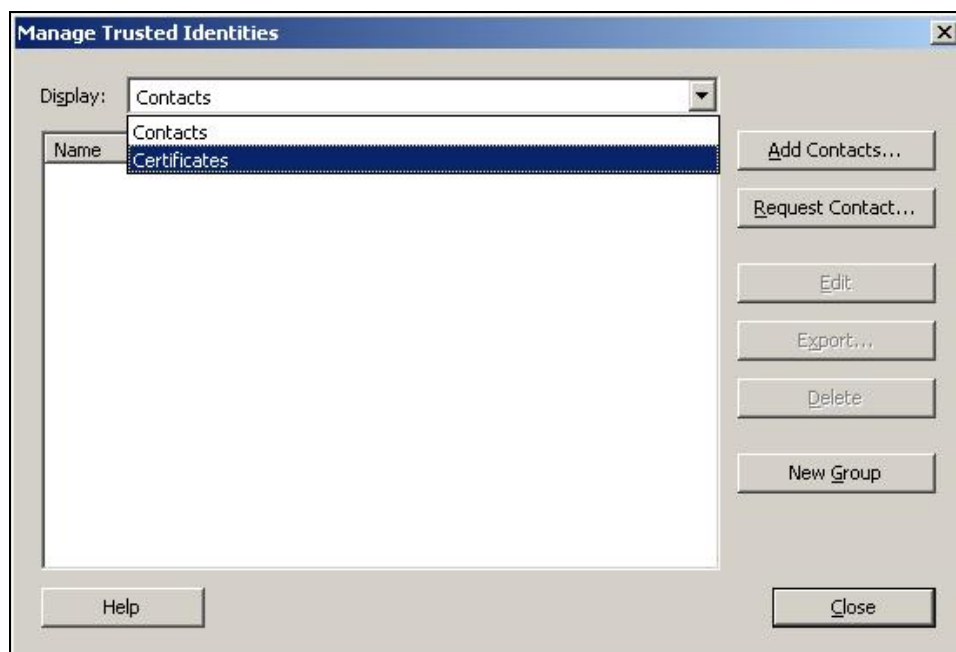 Manage Trusted Identities
Display: Contacts
Contacts
Certificates
Name
Add Contacts...
Request Contact...
Edit
Export...
Delete
New Group
Help
Close